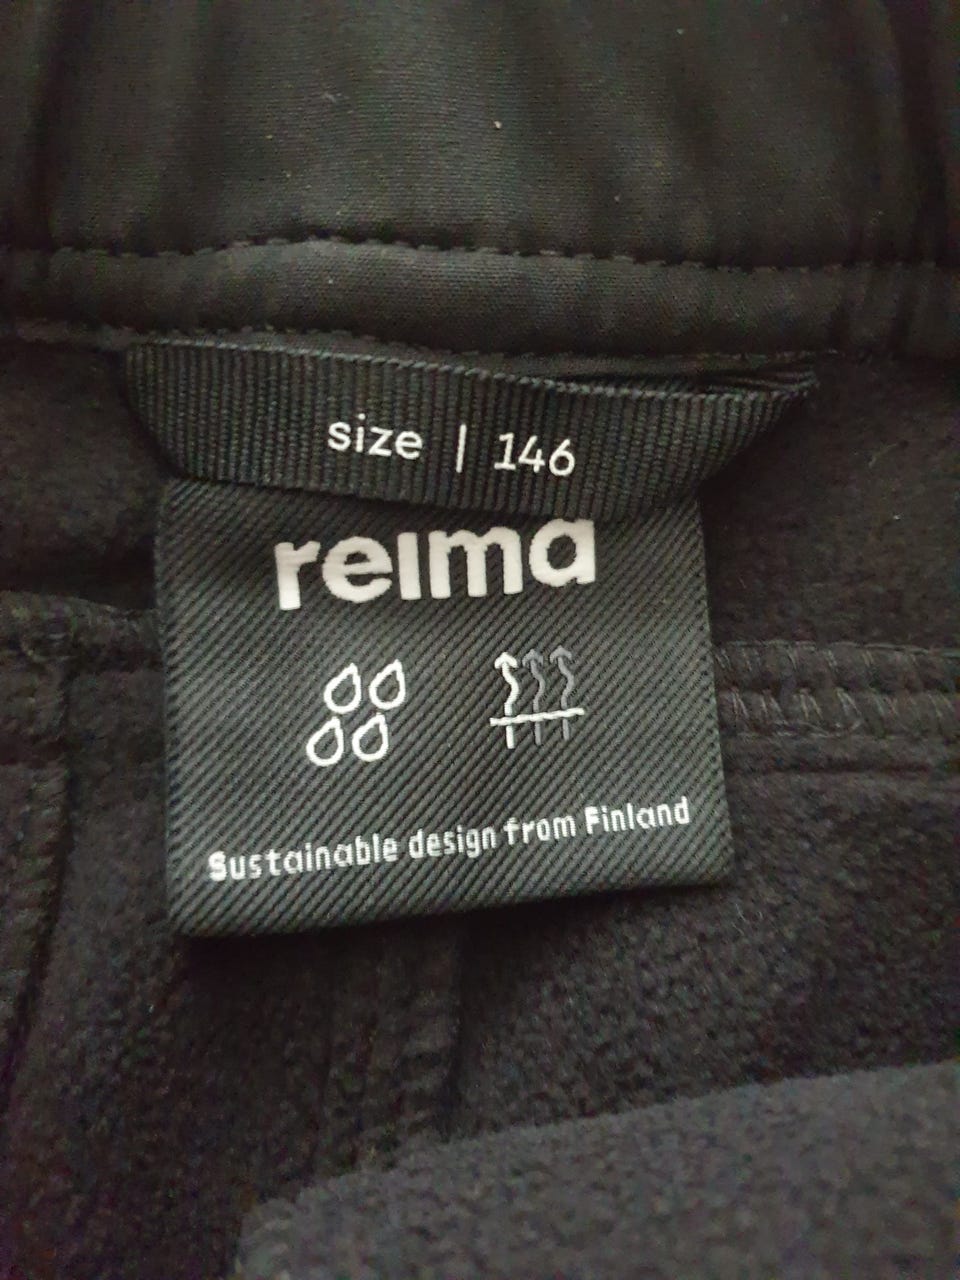 size | 146
reima
Sustainable design from Finland